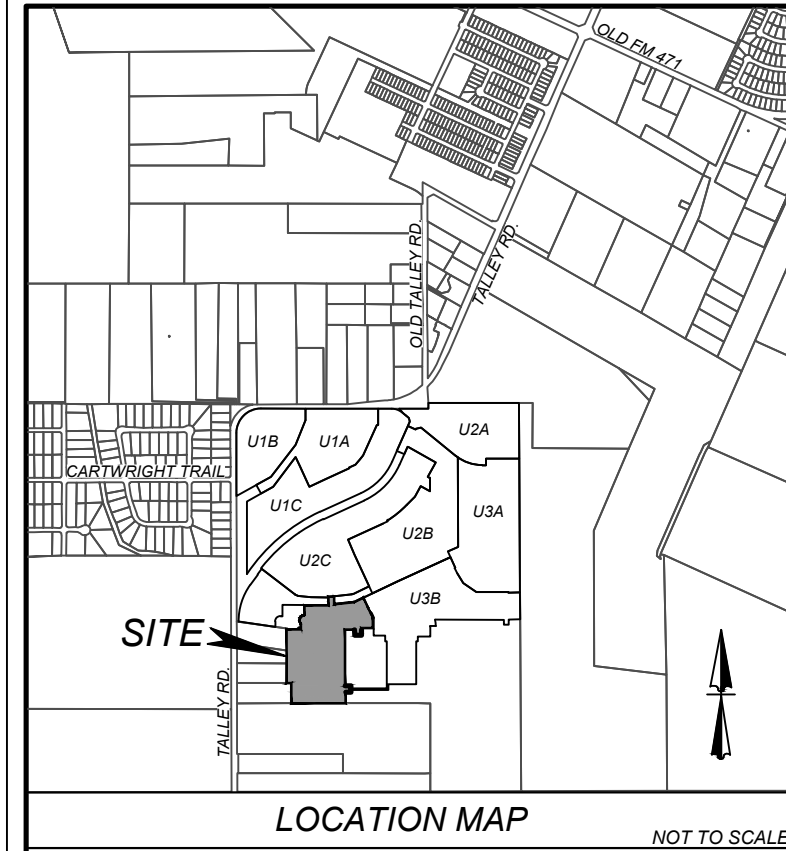 OLD FM 471
OLD TALLEY RD.
TALLEY RD.
U1B
U1A
U2A
CARTWRIGHT TRAIL
U1C
U3A
U2B
U2C
U3B
SITE
TALLEY RD.
LOCATION MAP
NOT TO SCALE